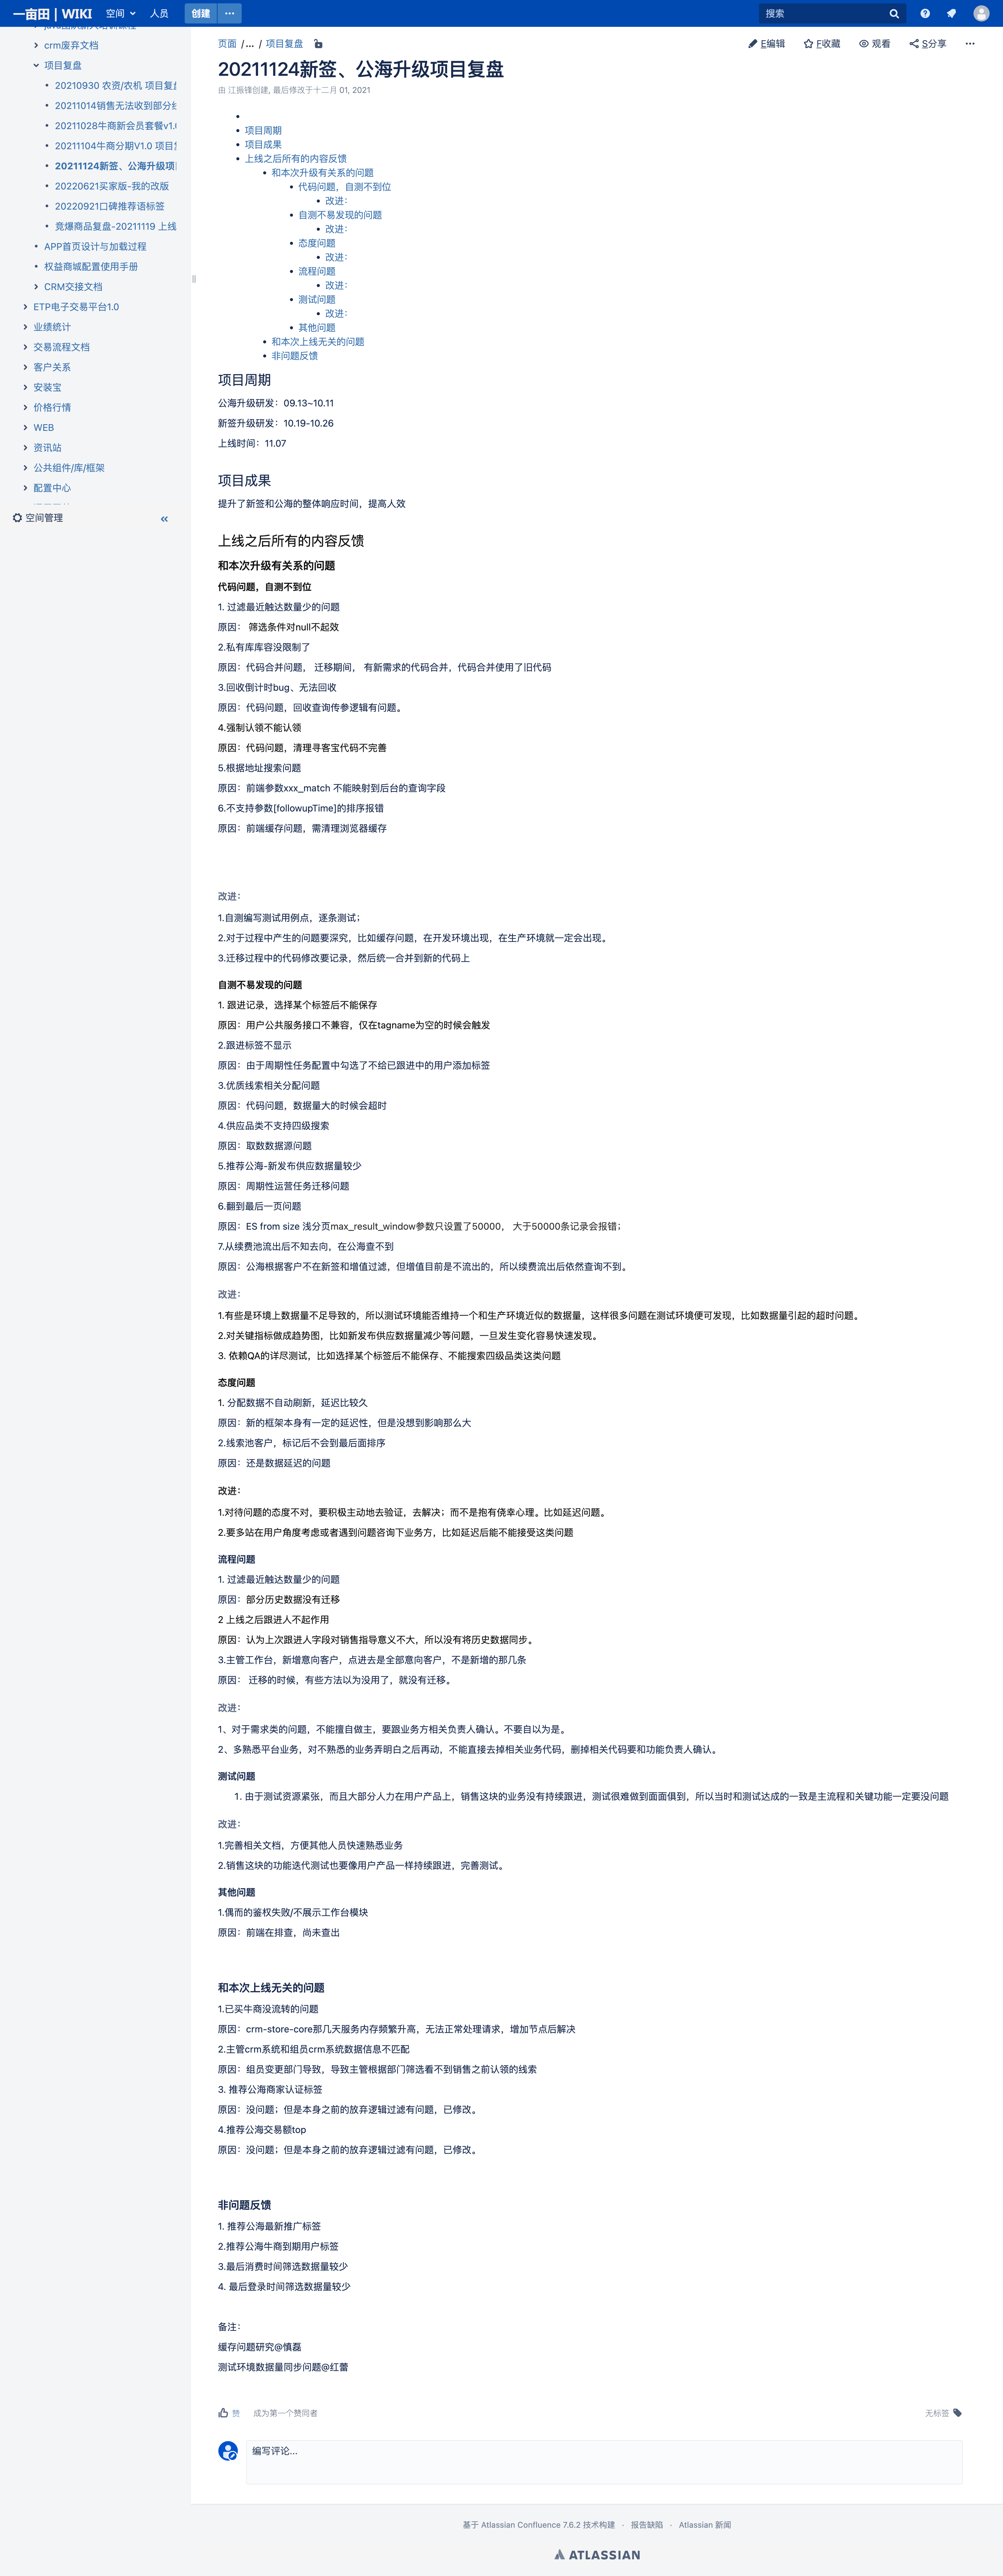 一亩田 | WIKI 空间 人员 创建 ··· 搜索
crm废弃文档
项目复盘
20210930 农资/农机 项目复盘
20211014销售无法收到部分线
20211028牛商新会员套餐v1.0
20211104牛商分期V1.0 项目复
20211124新签、公海升级项目
20220621买家版-我的改版
20220921口碑推荐语标签
竞爆商品复盘-20211119 上线
APP首页设计与加载过程
权益商城配置使用手册
CRM交接文档
ETP电子交易平台1.0
业绩统计
交易流程文档
客户关系
安装宝
价格行情
WEB
资讯站
公共组件/库/框架
配置中心
空间管理
页面 /... / 项目复盘
E编辑 F收藏 观看 S分享 ···
20211124新签、公海升级项目复盘
由 江振锋创建, 最后修改于十二月 01, 2021
项目周期
项目成果
上线之后所有的内容反馈
和本次升级有关系的问题
代码问题，自测不到位
改进：
自测不易发现的问题
改进：
态度问题
改进：
流程问题
改进：
测试问题
改进：
其他问题
和本次上线无关的问题
非问题反馈
项目周期
公海升级研发：09.13~10.11
新签升级研发：10.19-10.26
上线时间：11.07
项目成果
提升了新签和公海的整体响应时间，提高人效
上线之后所有的内容反馈
和本次升级有关系的问题
代码问题，自测不到位
1. 过滤最近触达数量少的问题
原因： 筛选条件对null不起效
2.私有库库容没限制了
原因：代码合并问题， 迁移期间， 有新需求的代码合并，代码合并使用了旧代码
3.回收倒计时bug、无法回收
原因：代码问题，回收查询传参逻辑有问题。
4.强制认领不能认领
原因：代码问题，清理寻客宝代码不完善
5.根据地址搜索问题
原因：前端参数xxx_match 不能映射到后台的查询字段
6.不支持参数[followupTime]的排序报错
原因：前端缓存问题，需清理浏览器缓存
改进：
1.自测编写测试用例点，逐条测试；
2.对于过程中产生的问题要深究，比如缓存问题，在开发环境出现，在生产环境就一定会出现。
3.迁移过程中的代码修改要记录，然后统一合并到新的代码上
自测不易发现的问题
1. 跟进记录，选择某个标签后不能保存
原因：用户公共服务接口不兼容，仅在tagname为空的时候会触发
2.跟进标签不显示
原因：由于周期性任务配置中勾选了不给已跟进中的用户添加标签
3.优质线索相关分配问题
原因：代码问题，数据量大的时候会超时
4.供应品类不支持四级搜索
原因：取数数据源问题
5.推荐公海-新发布供应数据量较少
原因：周期性运营任务迁移问题
6.翻到最后一页问题
原因：ES from size 浅分页max_result_window参数只设置了50000， 大于50000条记录会报错；
7.从续费池流出后不知去向，在公海查不到
原因：公海根据客户不在新签和增值过滤，但增值目前是不流出的，所以续费流出后依然查询不到。
改进：
1.有些是环境上数据量不足导致的，所以测试环境能否维持一个和生产环境近似的数据量，这样很多问题在测试环境便可发现，比如数据量引起的超时问题。
2.对关键指标做成趋势图，比如新发布供应数据量减少等问题，一旦发生变化容易快速发现。
3. 依赖QA的详尽测试，比如选择某个标签后不能保存、不能搜索四级品类这类问题
态度问题
1. 分配数据不自动刷新，延迟比较久
原因：新的框架本身有一定的延迟性，但是没想到影响那么大
2.线索池客户，标记后不会到最后面排序
原因：还是数据延迟的问题
改进：
1.对待问题的态度不对，要积极主动地去验证，去解决；而不是抱有侥幸心理。比如延迟问题。
2.要多站在用户角度考虑或者遇到问题咨询下业务方，比如延迟后能不能接受这类问题
流程问题
1. 过滤最近触达数量少的问题
原因：部分历史数据没有迁移
2 上线之后跟进人不起作用
原因：认为上次跟进人字段对销售指导意义不大，所以没有将历史数据同步。
3.主管工作台，新增意向客户，点进去是全部意向客户，不是新增的那几条
原因： 迁移的时候，有些方法以为没用了，就没有迁移。
改进：
1、对于需求类的问题，不能擅自做主，要跟业务方相关负责人确认。不要自以为是。
2、多熟悉平台业务，对不熟悉的业务弄明白之后再动，不能直接去掉相关业务代码，删掉相关代码要和功能负责人确认。
测试问题
1. 由于测试资源紧张，而且大部分人力在用户产品上，销售这块的业务没有持续跟进，测试很难做到面面俱到，所以当时和测试达成的一致是主流程和关键功能一定要没问题
改进：
1.完善相关文档，方便其他人员快速熟悉业务
2.销售这块的功能迭代测试也要像用户产品一样持续跟进，完善测试。
其他问题
1.偶而的鉴权失败/不展示工作台模块
原因：前端在排查，尚未查出
和本次上线无关的问题
1.已买牛商没流转的问题
原因：crm-store-core那几天服务内存频繁升高，无法正常处理请求，增加节点后解决
2.主管crm系统和组员crm系统数据信息不匹配
原因：组员变更部门导致，导致主管根据部门筛选看不到销售之前认领的线索
3. 推荐公海商家认证标签
原因：没问题；但是本身之前的放弃逻辑过滤有问题，已修改。
4.推荐公海交易额top
原因：没问题；但是本身之前的放弃逻辑过滤有问题，已修改。
非问题反馈
1. 推荐公海最新推广标签
2.推荐公海牛商到期用户标签
3.最后消费时间筛选数据量较少
4. 最后登录时间筛选数据量较少
备注：
缓存问题研究@慎磊
测试环境数据量同步问题@红蕾
赞 成为第一个赞同者 无标签
编写评论...
基于 Atlassian Confluence 7.6.2 技术构建 · 报告缺陷 · Atlassian 新闻
ATLASSIAN